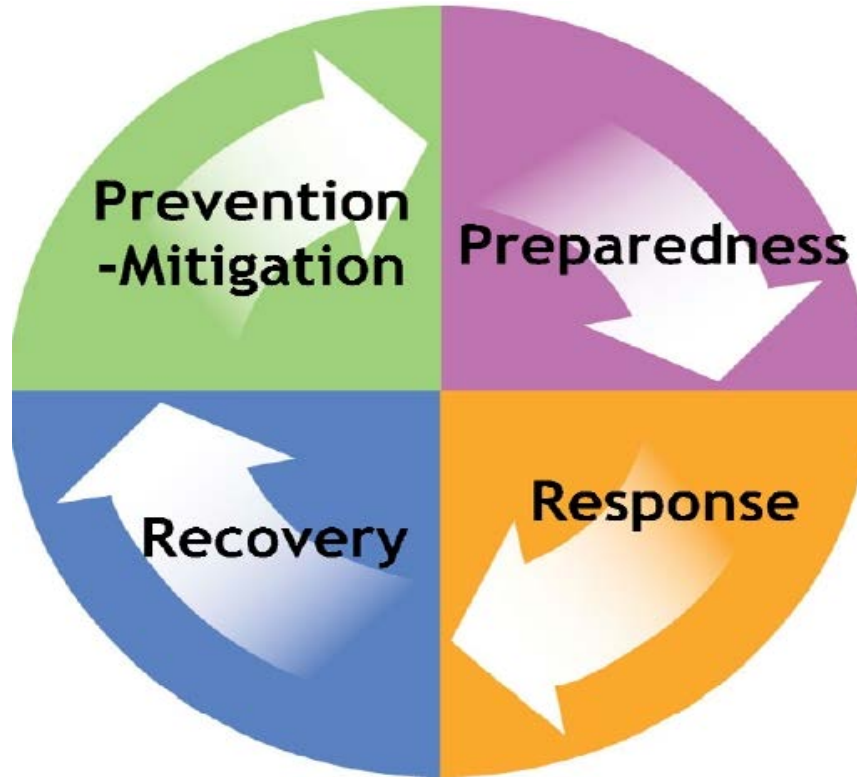 Prevention
-Mitigation
Preparedness
Response
Recovery